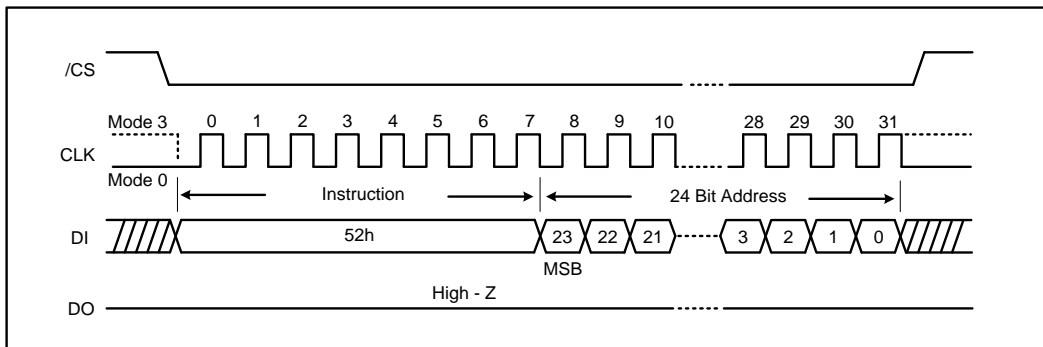 /CS
Mode 3
0 1 2 3 4 5 6 7 8 9 10 28 29 30 31
CLK
Mode 0
Instruction 24 Bit Address
DI 52h 23 22 21 3 2 1 0
MSB
High - Z
DO